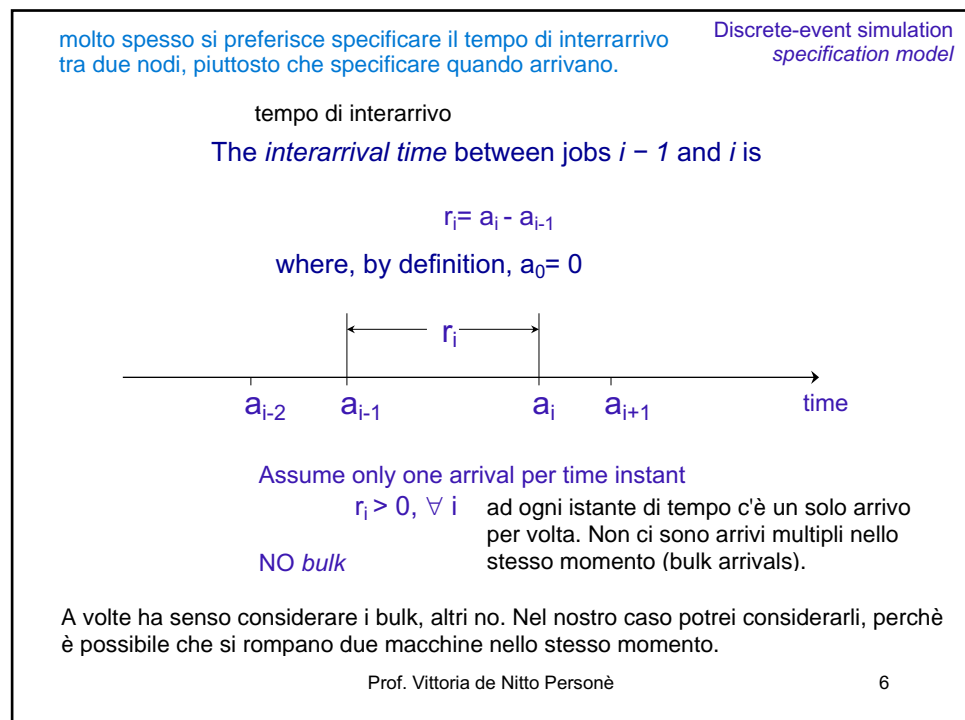 molto spesso si preferisce specificare il tempo di interrarrivo
tra due nodi, piuttosto che specificare quando arrivano.
Discrete-event simulation
specification model
tempo di interarrivo
The interarrival time between jobs i − 1 and i is
rᵢ= aᵢ - aᵢ₋₁
where, by definition, a₀= 0
rᵢ
aᵢ₋₂ aᵢ₋₁ aᵢ aᵢ₊₁ time
Assume only one arrival per time instant
rᵢ > 0, ∀ i
ad ogni istante di tempo c'è un solo arrivo
per volta. Non ci sono arrivi multipli nello
stesso momento (bulk arrivals).
NO bulk
A volte ha senso considerare i bulk, altri no. Nel nostro caso potrei considerarli, perchè
è possibile che si rompano due macchine nello stesso momento.
Prof. Vittoria de Nitto Personè 6